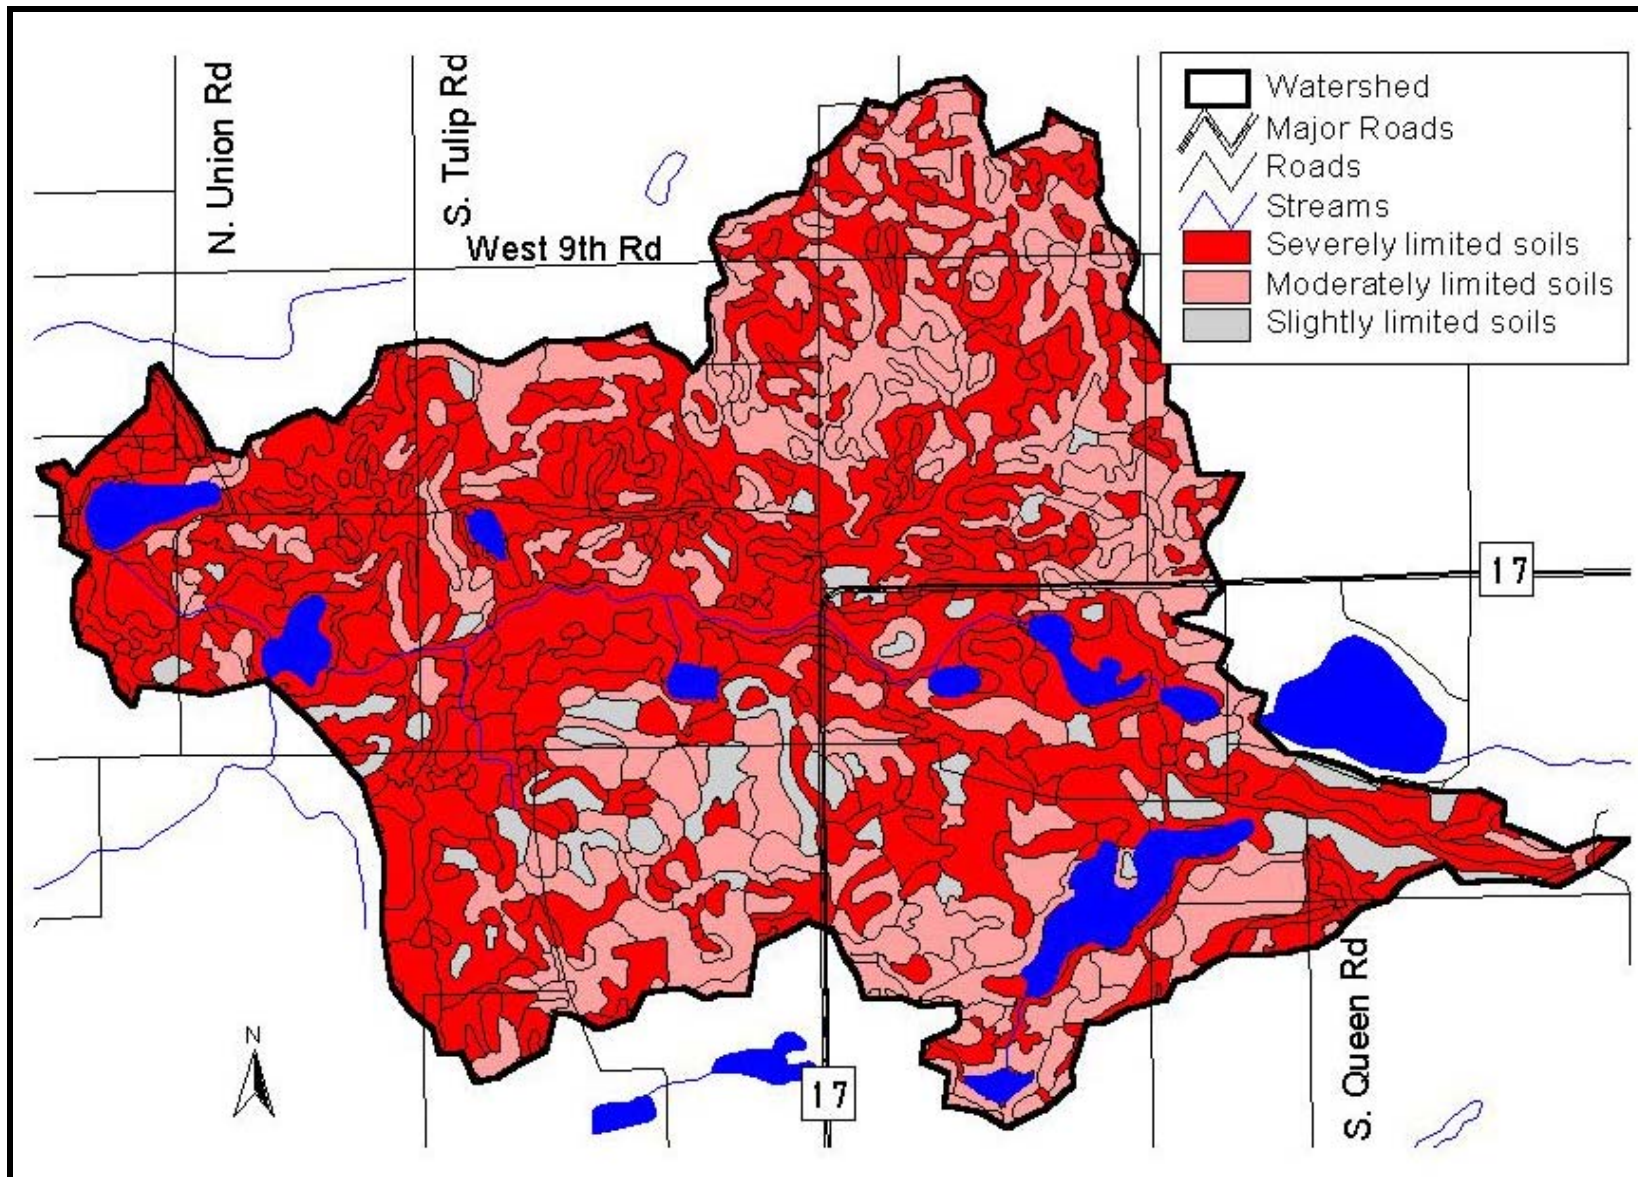 N. Union Rd
S. Tulip Rd
West 9th Rd
Watershed
Major Roads
Roads
Streams
Severely limited soils
Moderately limited soils
Slightly limited soils
17
S. Queen Rd
N
17